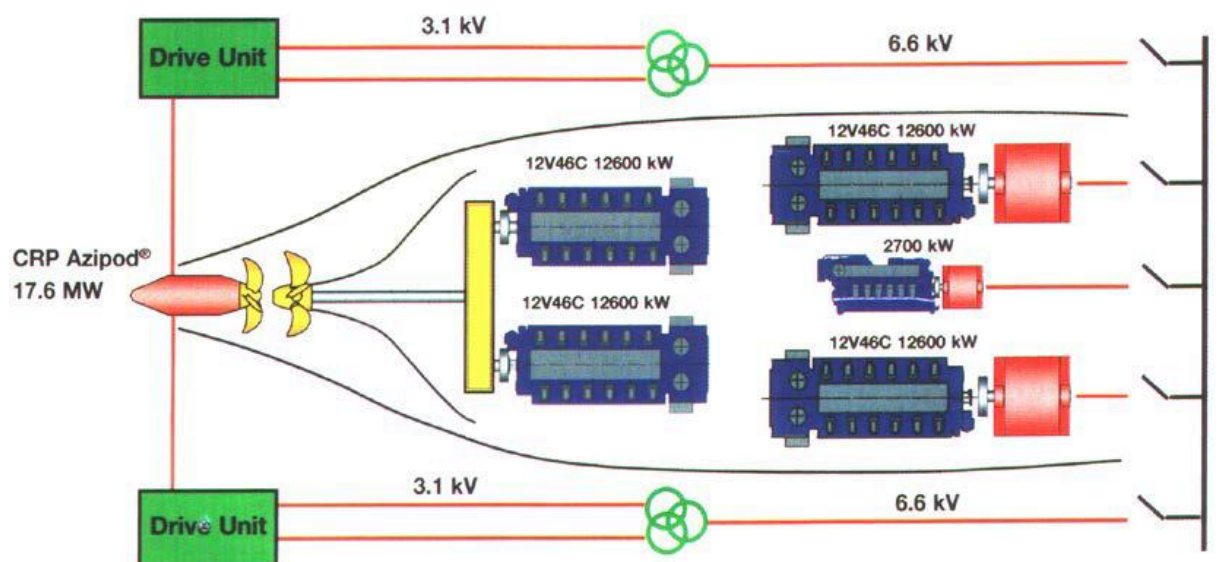 3.1 kV
6.6 kV
Drive Unit
12V46C 12600 kW
12V46C 12600 kW
CRP Azipod®
17.6 MW
2700 kW
12V46C 12600 kW
12V46C 12600 kW
3.1 kV
6.6 kV
Drive Unit